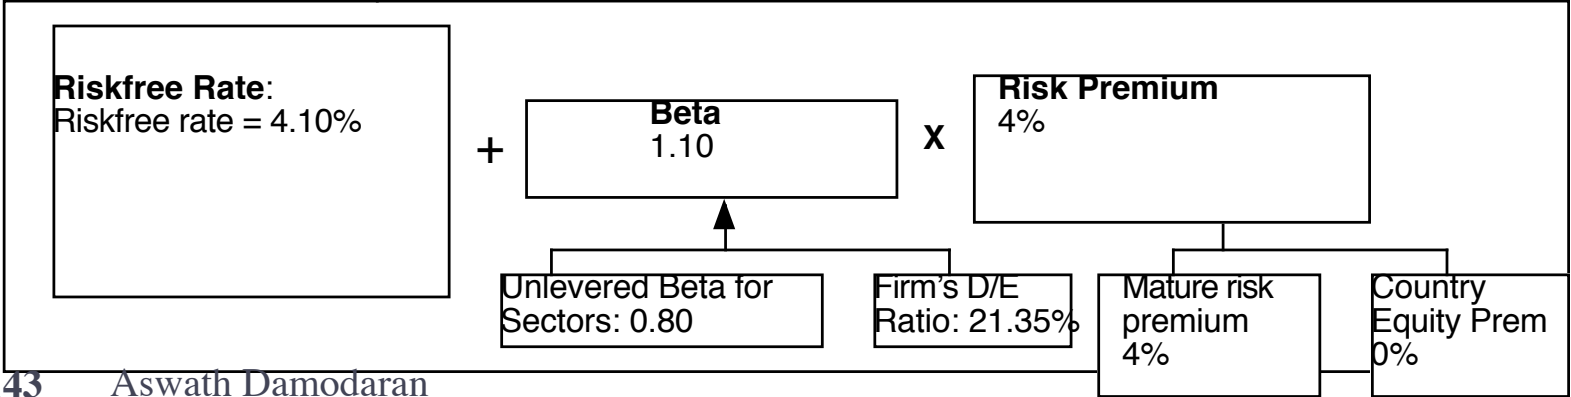 Riskfree Rate:
Riskfree rate = 4.10%
+
Beta
1.10
X
Risk Premium
4%
Unlevered Beta for
Sectors: 0.80
Firm's D/E
Ratio: 21.35%
Mature risk
premium
4%
Country
Equity Prem
0%
43 Aswath Damodaran